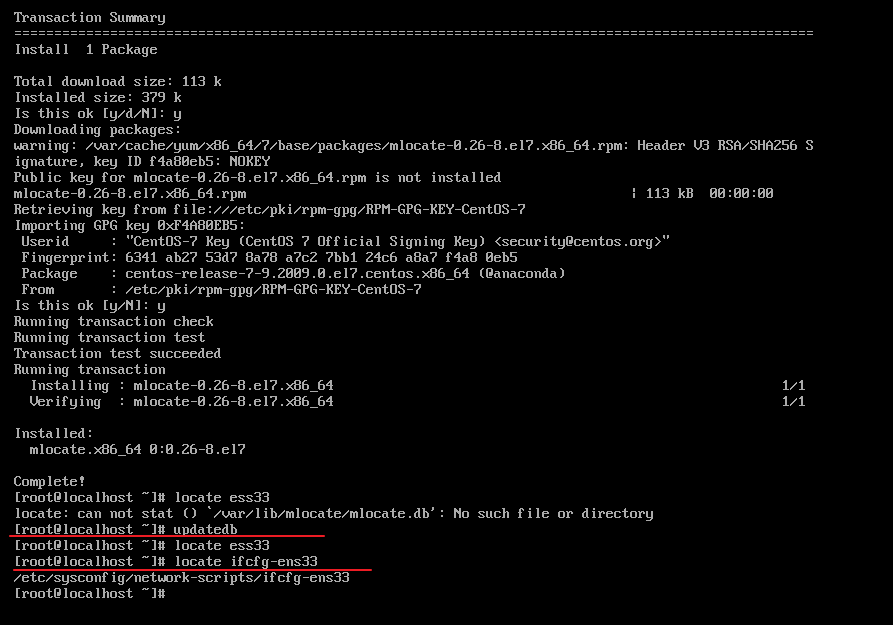 Transaction Summary
====================================================================================================
Install  1 Package
Total download size: 113 k
Installed size: 379 k
Is this ok [y/d/N]: y
Downloading packages:
warning: /var/cache/yum/x86_64/7/base/packages/mlocate-0.26-8.el7.x86_64.rpm: Header V3 RSA/SHA256 S
ignature, key ID f4a80eb5: NOKEY
Public key for mlocate-0.26-8.el7.x86_64.rpm is not installed
mlocate-0.26-8.el7.x86_64.rpm                                                | 113 kB  00:00:00
Retrieving key from file:///etc/pki/rpm-gpg/RPM-GPG-KEY-CentOS-7
Importing GPG key 0xF4A80EB5:
 Userid     : "CentOS-7 Key (CentOS 7 Official Signing Key) <security@centos.org>"
 Fingerprint: 6341 ab27 53d7 8a78 a7c2 7bb1 24c6 a8a7 f4a8 0eb5
 Package    : centos-release-7-9.2009.0.el7.centos.x86_64 (@anaconda)
 From       : /etc/pki/rpm-gpg/RPM-GPG-KEY-CentOS-7
Is this ok [y/N]: y
Running transaction check
Running transaction test
Transaction test succeeded
Running transaction
  Installing : mlocate-0.26-8.el7.x86_64                                                        1/1
  Verifying  : mlocate-0.26-8.el7.x86_64                                                        1/1
Installed:
  mlocate.x86_64 0:0.26-8.el7
Complete!
[root@localhost ~]# locate ess33
locate: can not stat () `/var/lib/mlocate/mlocate.db': No such file or directory
[root@localhost ~]# updatedb
[root@localhost ~]# locate ess33
[root@localhost ~]# locate ifcfg-ens33
/etc/sysconfig/network-scripts/ifcfg-ens33
[root@localhost ~]#